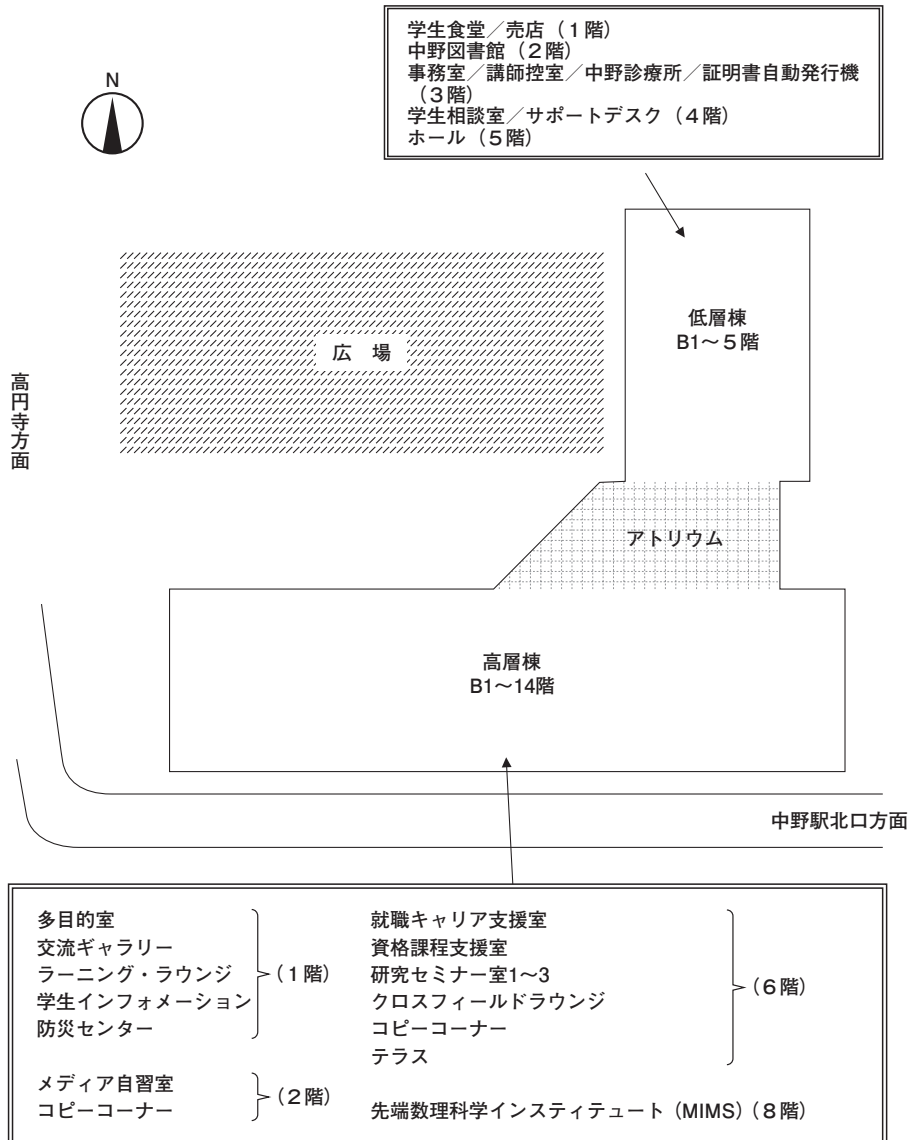 学生食堂／売店（1階）
中野図書館（2階）
事務室／講師控室／中野診療所／証明書自動発行機
（3階）
学生相談室／サポートデスク（4階）
ホール（5階）
N
低層棟
B1～5階
広　場
高円寺方面
アトリウム
高層棟
B1～14階
中野駅北口方面
多目的室
交流ギャラリー
ラーニング・ラウンジ
学生インフォメーション
防災センター
（1階）
メディア自習室
コピーコーナー
（2階）
就職キャリア支援室
資格課程支援室
研究セミナー室1～3
クロスフィールドラウンジ
コピーコーナー
テラス
（6階）
先端数理科学インスティテュート（MIMS）（8階）